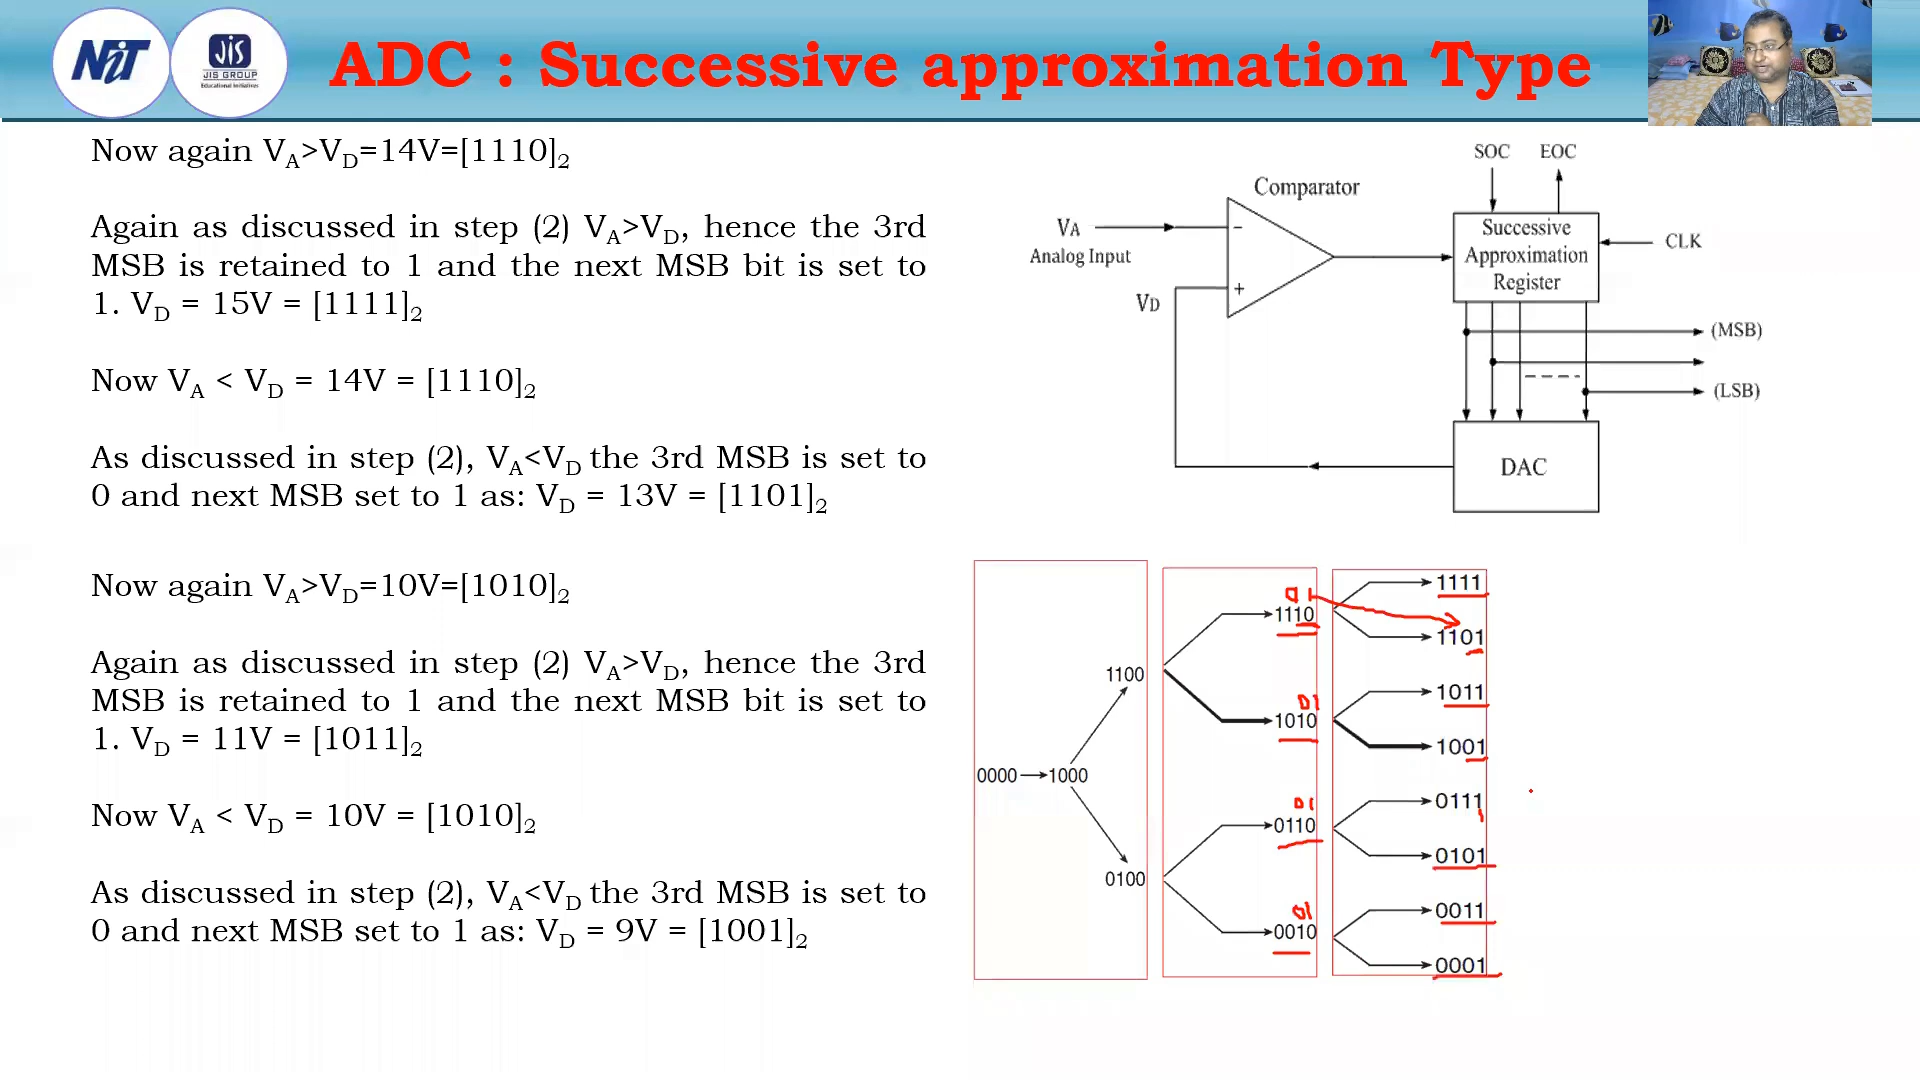 NiT
JIS
JIS GROUP
Educational Initiatives
ADC : Successive approximation Type
Now again VA>VD=14V=[1110]2
Again as discussed in step (2) VA>VD, hence the 3rd
MSB is retained to 1 and the next MSB bit is set to
1. VD = 15V = [1111]2
Now VA < VD = 14V = [1110]2
As discussed in step (2), VA<VD the 3rd MSB is set to
0 and next MSB set to 1 as: VD = 13V = [1101]2
Now again VA>VD=10V=[1010]2
Again as discussed in step (2) VA>VD, hence the 3rd
MSB is retained to 1 and the next MSB bit is set to
1. VD = 11V = [1011]2
Now VA < VD = 10V = [1010]2
As discussed in step (2), VA<VD the 3rd MSB is set to
0 and next MSB set to 1 as: VD = 9V = [1001]2
SOC EOC
Comparator
VA
Analog Input
−
+
VD
Successive
Approximation
Register
CLK
(MSB)
(LSB)
DAC
0000
1000
1100
0100
01
1110
01
1010
01
0110
01
0010
1111
1101
1011
1001
0111
0101
0011
0001